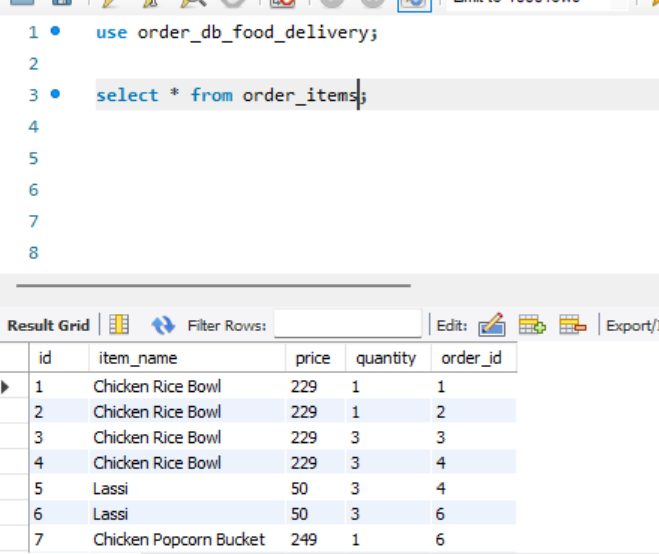 1 use order_db_food_delivery;
2
3 select * from order_items;
4
5
6
7
8
Result Grid Filter Rows: Edit: Export/
id item_name price quantity order_id
1 Chicken Rice Bowl 229 1 1
2 Chicken Rice Bowl 229 1 2
3 Chicken Rice Bowl 229 3 3
4 Chicken Rice Bowl 229 3 4
5 Lassi 50 3 4
6 Lassi 50 3 6
7 Chicken Popcorn Bucket 249 1 6